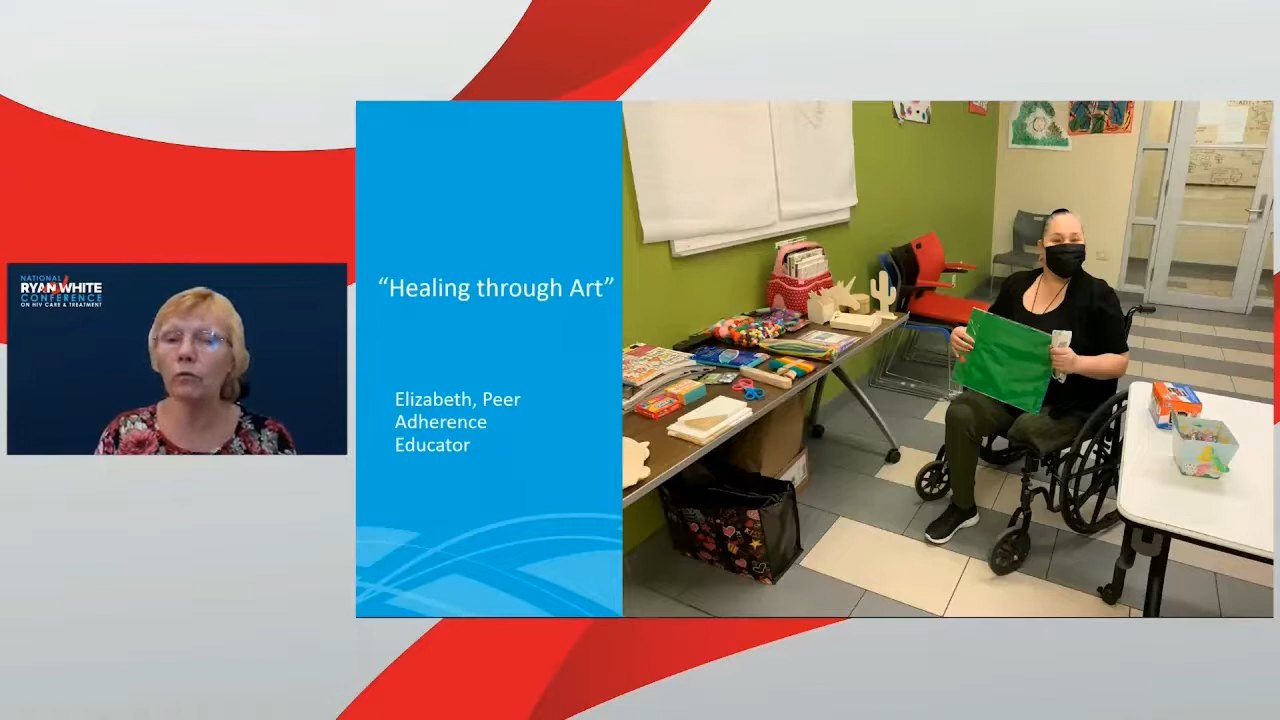 NATIONAL
RYAN WHITE
CONFERENCE
ON HIV CARE & TREATMENT
“Healing through Art”
Elizabeth, Peer
Adherence
Educator